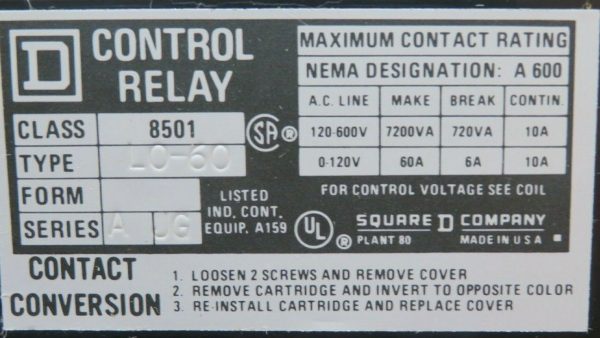 D CONTROL
RELAY
CLASS 8501
TYPE LO-60
FORM
SERIES A UG
LISTED
IND. CONT.
EQUIP. A159
SA ®
MAXIMUM CONTACT RATING
NEMA DESIGNATION: A 600
A.C. LINE MAKE BREAK CONTIN.
120-600V 7200VA 720VA 10A
0-120V 60A 6A 10A
FOR CONTROL VOLTAGE SEE COIL
UL ® SQUARE D COMPANY
PLANT 80 MADE IN U S A
CONTACT
CONVERSION
1. LOOSEN 2 SCREWS AND REMOVE COVER
2. REMOVE CARTRIDGE AND INVERT TO OPPOSITE COLOR
3. RE-INSTALL CARTRIDGE AND REPLACE COVER